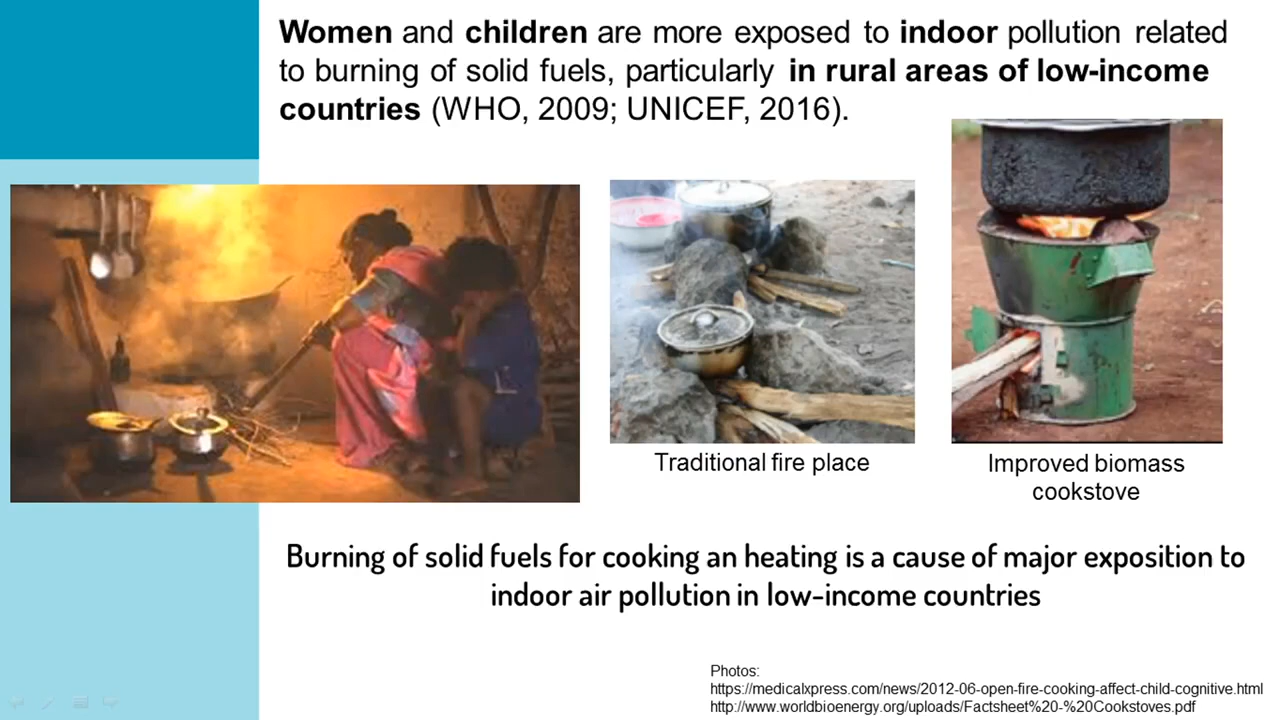 Women and children are more exposed to indoor pollution related
to burning of solid fuels, particularly in rural areas of low-income
countries (WHO, 2009; UNICEF, 2016).
Traditional fire place
Improved biomass
cookstove
Burning of solid fuels for cooking an heating is a cause of major exposition to
indoor air pollution in low-income countries
Photos:
https://medicalxpress.com/news/2012-06-open-fire-cooking-affect-child-cognitive.html
http://www.worldbioenergy.org/uploads/Factsheet%20-%20Cookstoves.pdf